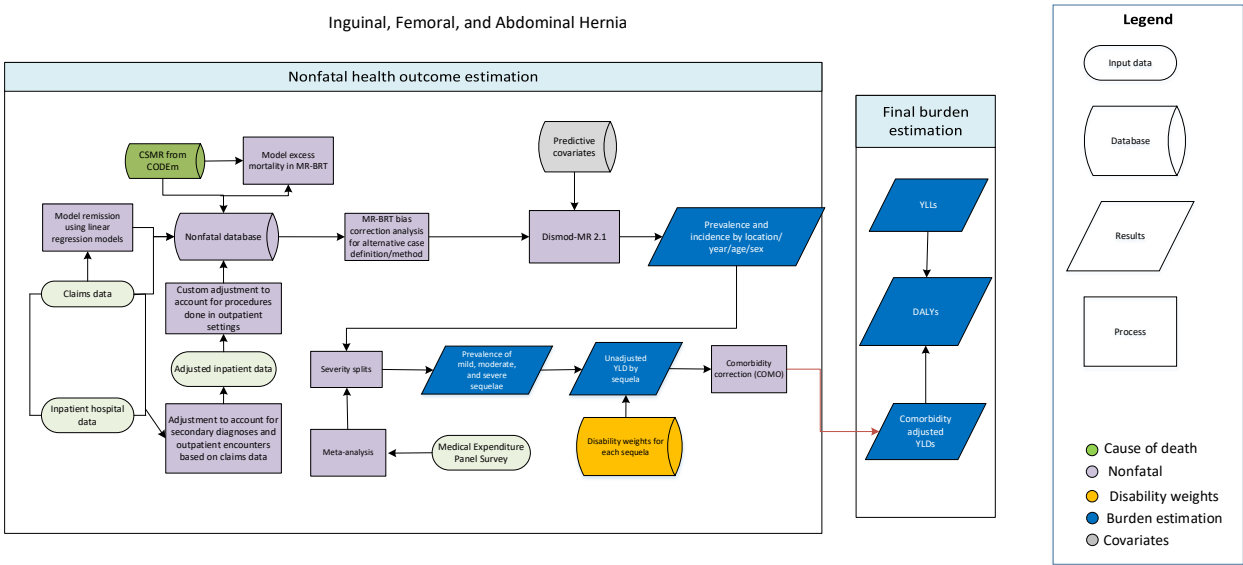 Inguinal, Femoral, and Abdominal Hernia
Nonfatal health outcome estimation
CSMR from
CODEm
Model excess
mortality in MR-BRT
Predictive
covariates
Model remission
using linear
regression models
Nonfatal database
MR-BRT bias
correction analysis
for alternative case
definition/method
Dismod-MR 2.1
Prevalence and
incidence by location/
year/age/sex
Claims data
Custom adjustment to
account for procedures
done in outpatient
settings
Adjusted inpatient data
Inpatient hospital
data
Adjustment to account for
secondary diagnoses and
outpatient encounters
based on claims data
Severity splits
Prevalence of
mild, moderate,
and severe
sequelae
Unadjusted
YLD by
sequela
Comorbidity
correction (COMO)
Meta-analysis
Medical Expenditure
Panel Survey
Disability weights for
each sequela
Final burden
estimation
YLLs
DALYs
Comorbidity
adjusted
YLDs
Legend
Input data
Database
Results
Process
Cause of death
Nonfatal
Disability weights
Burden estimation
Covariates